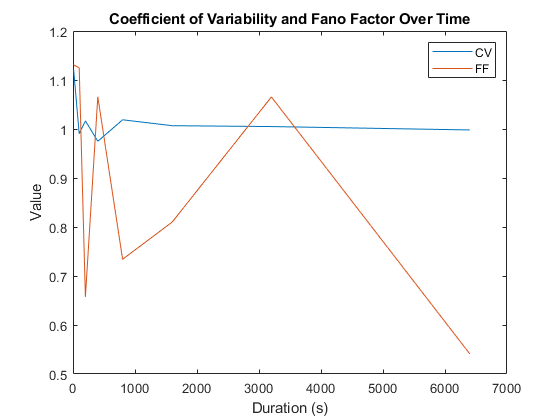 Coefficient of Variability and Fano Factor Over Time
CV
FF
1.2
1.1
1
0.9
0.8
0.7
0.6
0.5
Value
0 1000 2000 3000 4000 5000 6000 7000
Duration (s)